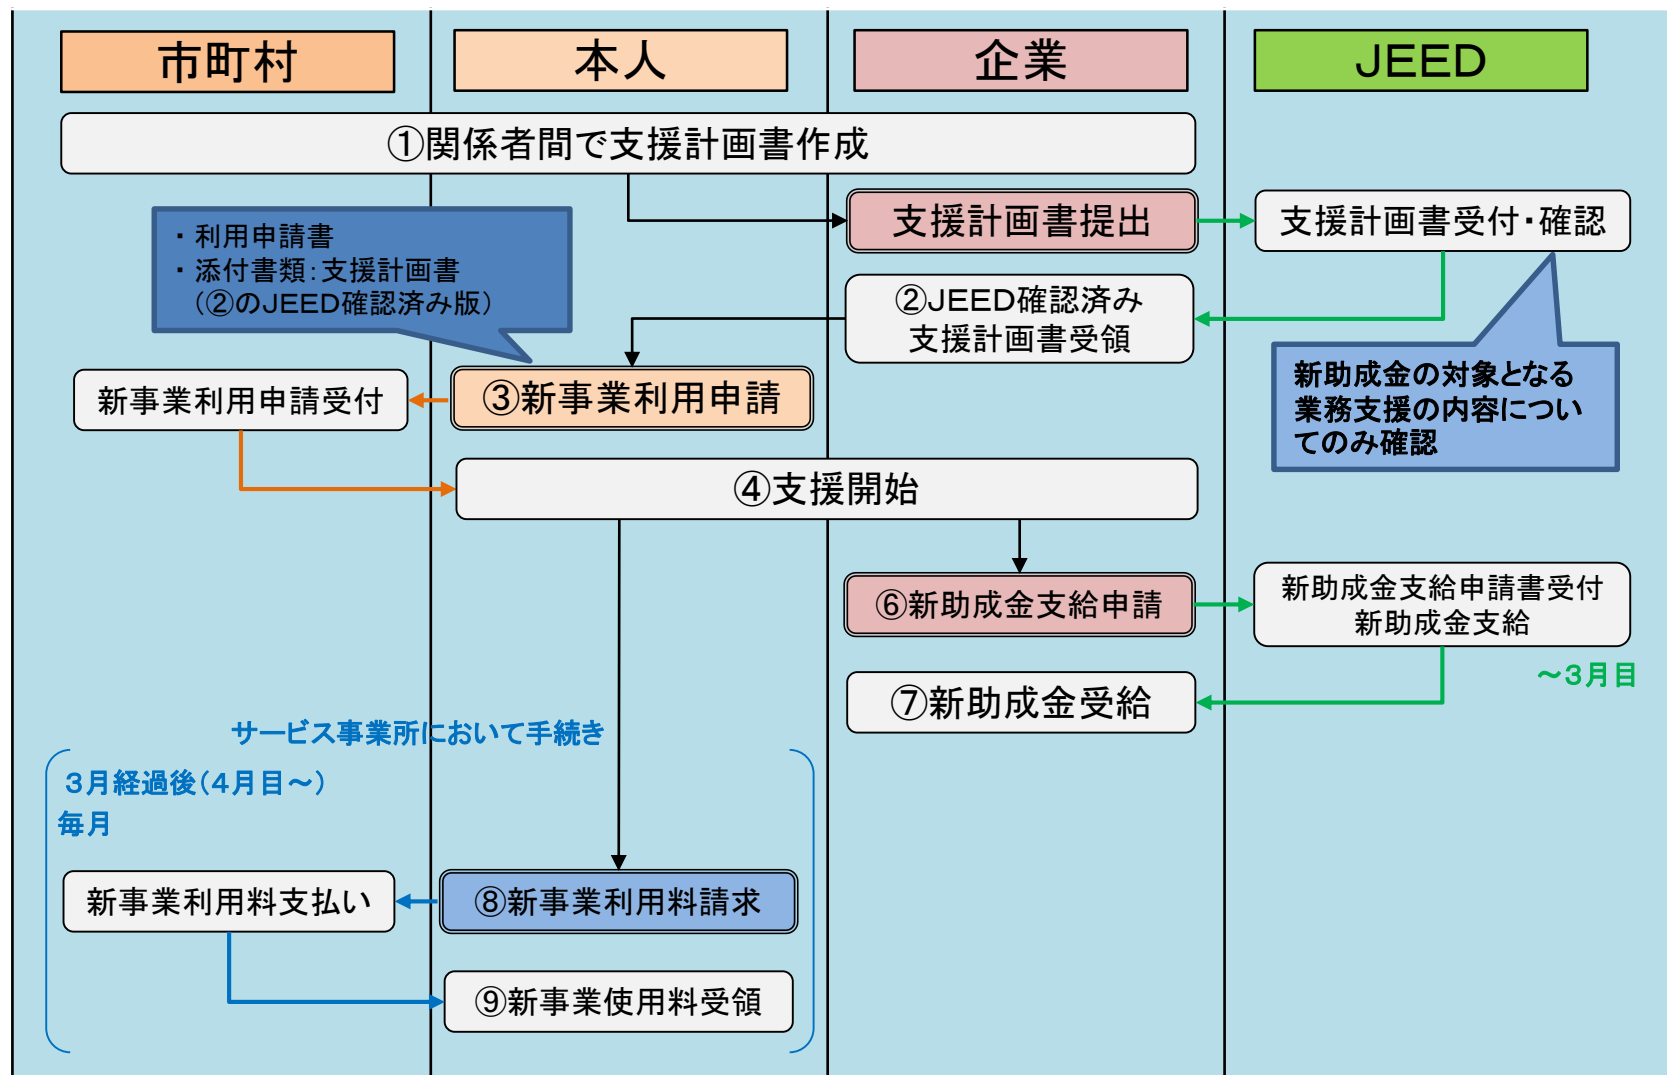 市町村
本人
企業
JEED
①関係者間で支援計画書作成
支援計画書提出
支援計画書受付・確認
・利用申請書
・添付書類：支援計画書
（②のJEED確認済み版）
②JEED確認済み
支援計画書受領
新助成金の対象となる
業務支援の内容につい
てのみ確認
新事業利用申請受付
③新事業利用申請
④支援開始
⑥新助成金支給申請
新助成金支給申請書受付
新助成金支給
～3月目
⑦新助成金受給
サービス事業所において手続き
3月経過後（4月目～）
毎月
新事業利用料支払い
⑧新事業利用料請求
⑨新事業使用料受領